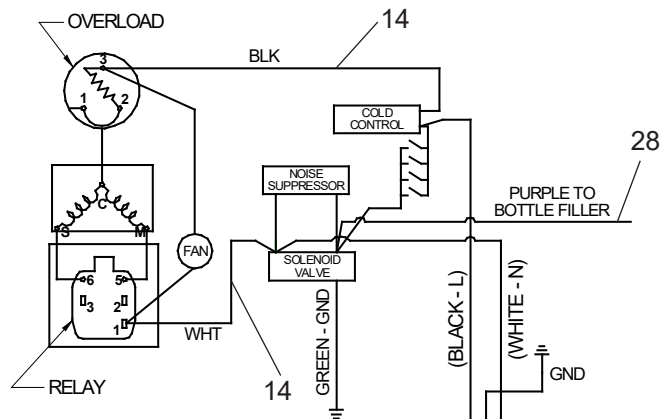 OVERLOAD
14
3
BLK
1
2
COLD
CONTROL
28
NOISE
SUPPRESSOR
PURPLE TO
BOTTLE FILLER
C
S
M
FAN
SOLENOID
VALVE
6
5
3
2
1
WHT
14
GREEN - GND
(BLACK - L)
(WHITE - N)
GND
RELAY